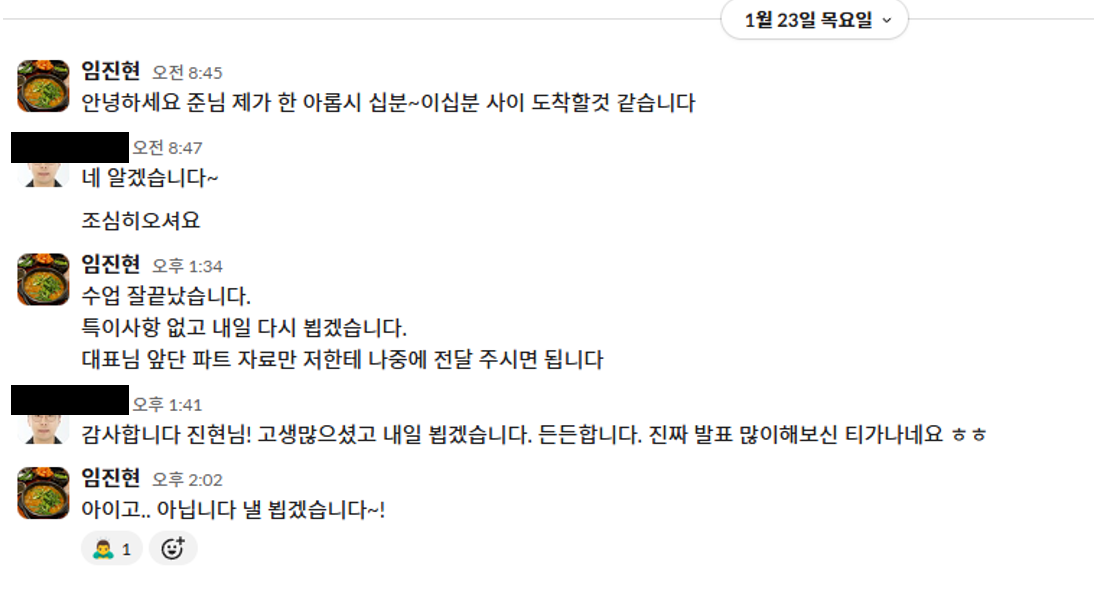 1월 23일 목요일
임진현 오전 8:45
안녕하세요 준님 제가 한 아롭시 십분~이십분 사이 도착할것 같습니다
오전 8:47
네 알겠습니다~
조심히오셔요
임진현 오후 1:34
수업 잘끝났습니다.
특이사항 없고 내일 다시 뵙겠습니다.
대표님 앞단 파트 자료만 저한테 나중에 전달 주시면 됩니다
오후 1:41
감사합니다 진현님! 고생많으셨고 내일 뵙겠습니다. 든든합니다. 진짜 발표 많이해보신 티가나네요 ㅎㅎ
임진현 오후 2:02
아이고.. 아닙니다 낼 뵙겠습니다~!
1